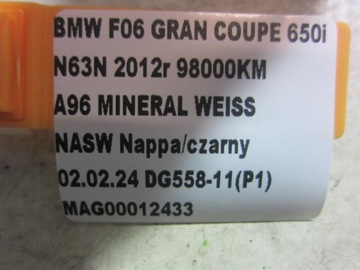 BMW F06 GRAN COUPE 650i
N63N 2012r 98000KM
A96 MINERAL WEISS
NASW Nappa/czarny
02.02.24 DG558-11(P1)
MAG00012433